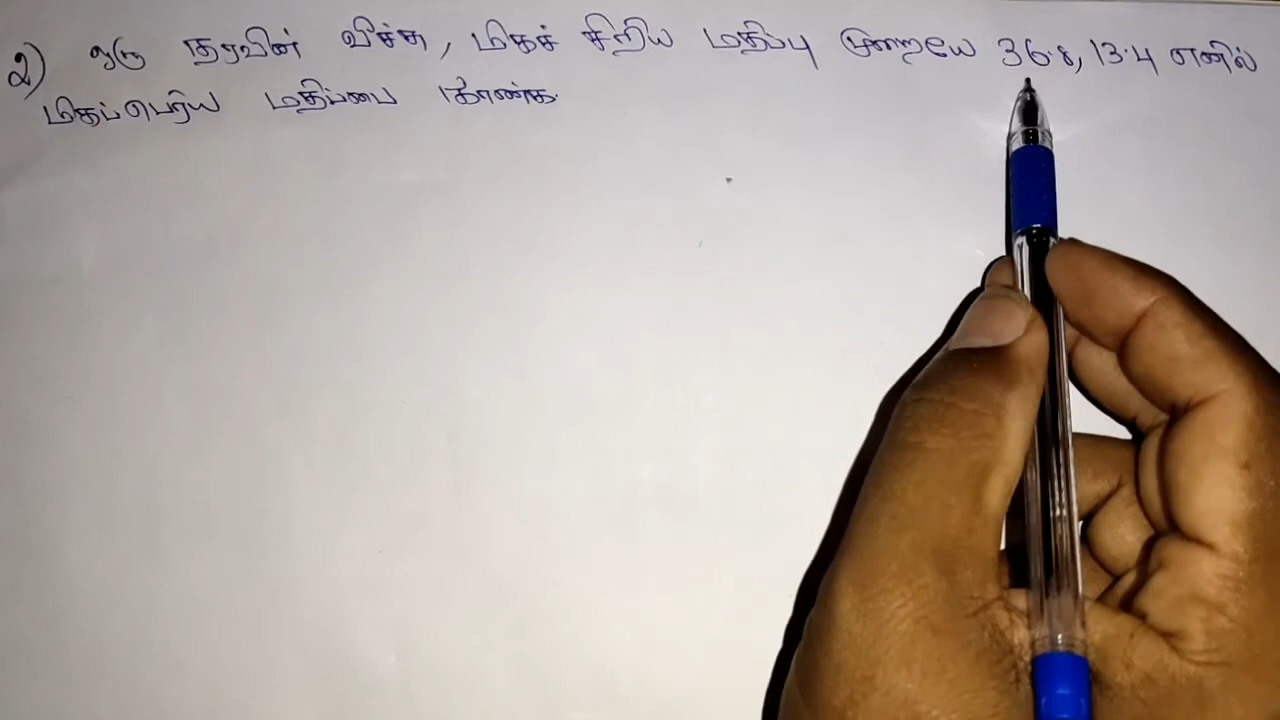 2) ஒரு தரவின் வீச்சு, மிகச் சிறிய மதிப்பு முறையே 36.8, 13.4 எனில்
மிகப்பெரிய மதிப்பை காண்க.